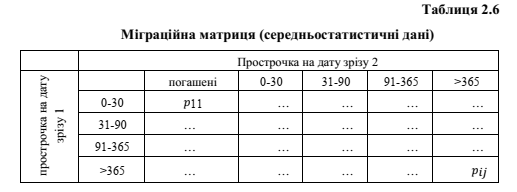 Таблиця 2.6
Міграційна матриця (середньостатистичні дані)
Прострочка на дату зрізу 2
погашені 0-30 31-90 91-365 >365
прострочка на дату зрізу 1
0-30 p11 … … … …
31-90 … … … … …
91-365 … … … … …
>365 … … … … pij